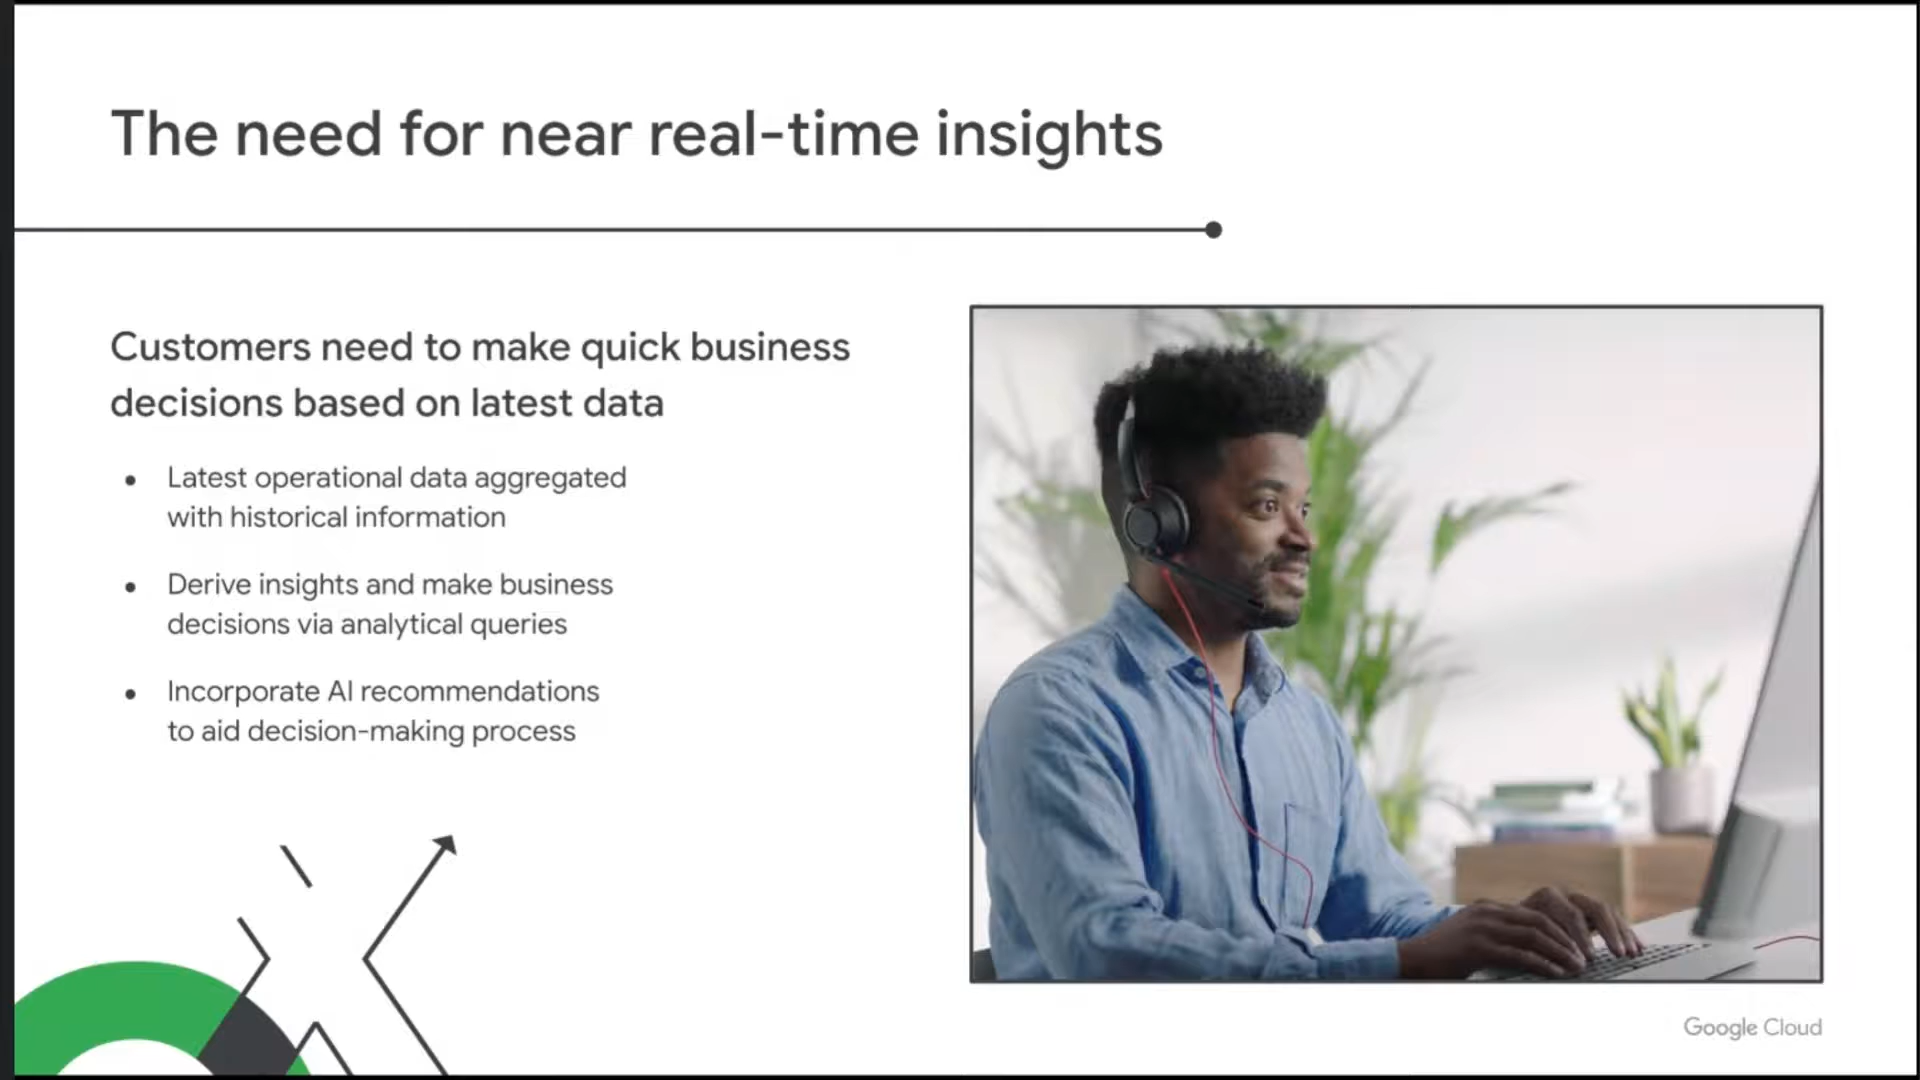 The need for near real-time insights
Customers need to make quick business
decisions based on latest data
• Latest operational data aggregated
with historical information
• Derive insights and make business
decisions via analytical queries
• Incorporate AI recommendations
to aid decision-making process
Google Cloud